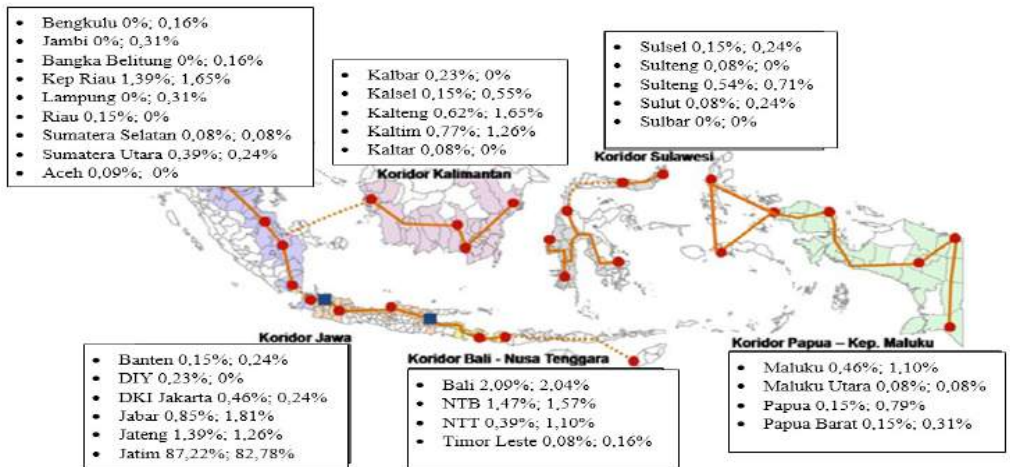 Bengkulu 0%; 0,16%
Jambi 0%; 0,31%
Bangka Belitung 0%; 0,16%
Kep Riau 1,39%; 1,65%
Lampung 0%; 0,31%
Riau 0,15%; 0%
Sumatera Selatan 0,08%; 0,08%
Sumatera Utara 0,39%; 0,24%
Aceh 0,09%; 0%
Kalbar 0,23%; 0%
Kalsel 0,15%; 0,55%
Kalteng 0,62%; 1,65%
Kaltim 0,77%; 1,26%
Kaltar 0,08%; 0%
Koridor Kalimantan
Sulsel 0,15%; 0,24%
Sulteng 0,08%; 0%
Sulteng 0,54%; 0,71%
Sulut 0,08%; 0,24%
Sulbar 0%; 0%
Koridor Sulawesi
Koridor Jawa
Banten 0,15%; 0,24%
DIY 0,23%; 0%
DKI Jakarta 0,46%; 0,24%
Jabar 0,85%; 1,81%
Jateng 1,39%; 1,26%
Jatim 87,22%; 82,78%
Koridor Bali - Nusa Tenggara
Bali 2,09%; 2,04%
NTB 1,47%; 1,57%
NTT 0,39%; 1,10%
Timor Leste 0,08%; 0,16%
Koridor Papua – Kep. Maluku
Maluku 0,46%; 1,10%
Maluku Utara 0,08%; 0,08%
Papua 0,15%; 0,79%
Papua Barat 0,15%; 0,31%